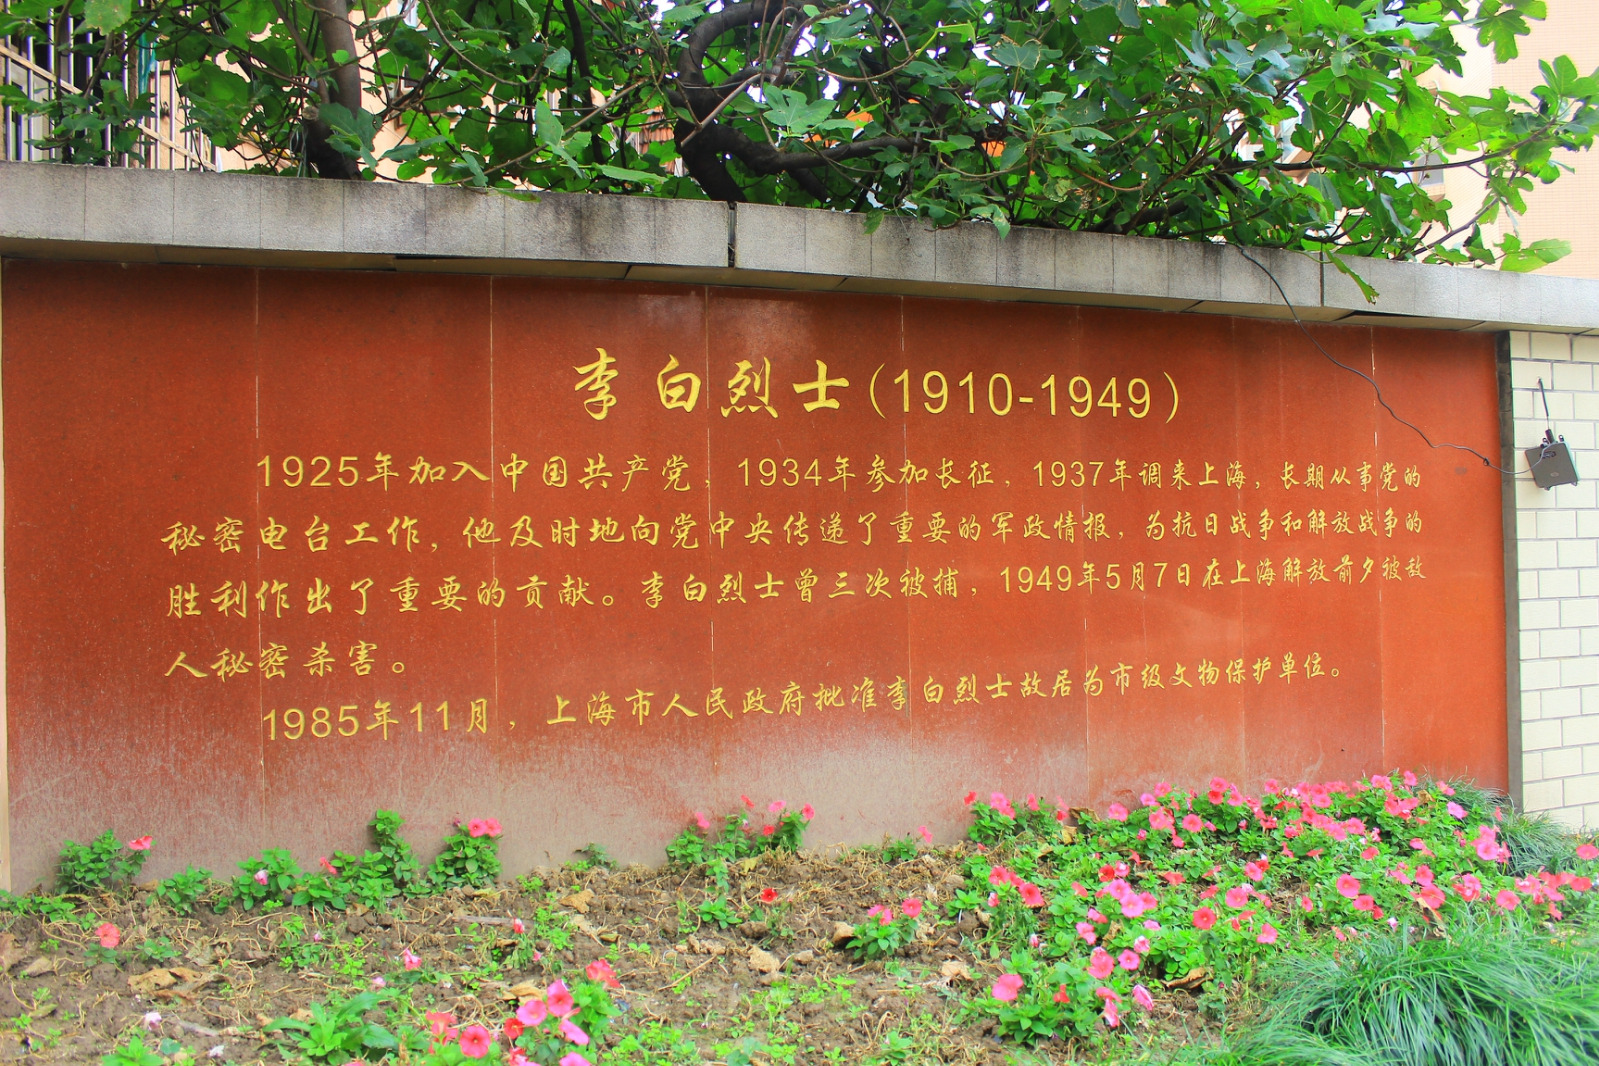 李白烈士(1910-1949)
1925年加入中国共产党，1934年参加长征，1937年调来上海，长期从事党的
秘密电台工作，他及时地向党中央传递了重要的军政情报，为抗日战争和解放战争的
胜利作出了重要的贡献。李白烈士曾三次被捕，1949年5月7日在上海解放前夕被敌
人秘密杀害。
1985年11月，上海市人民政府批准李白烈士故居为市级文物保护单位。